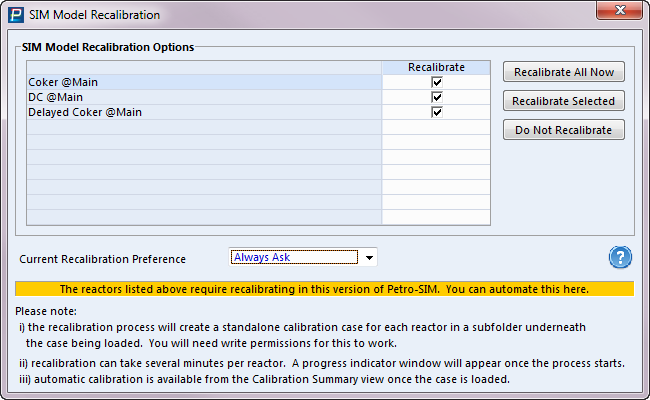 SIM Model Recalibration
SIM Model Recalibration Options
Recalibrate
Coker @Main
DC @Main
Delayed Coker @Main
Recalibrate All Now
Recalibrate Selected
Do Not Recalibrate
Current Recalibration Preference
Always Ask
?
The reactors listed above require recalibrating in this version of Petro-SIM.  You can automate this here.
Please note:
i) the recalibration process will create a standalone calibration case for each reactor in a subfolder underneath
the case being loaded.  You will need write permissions for this to work.
ii) recalibration can take several minutes per reactor.  A progress indicator window will appear once the process starts.
iii) automatic calibration is available from the Calibration Summary view once the case is loaded.